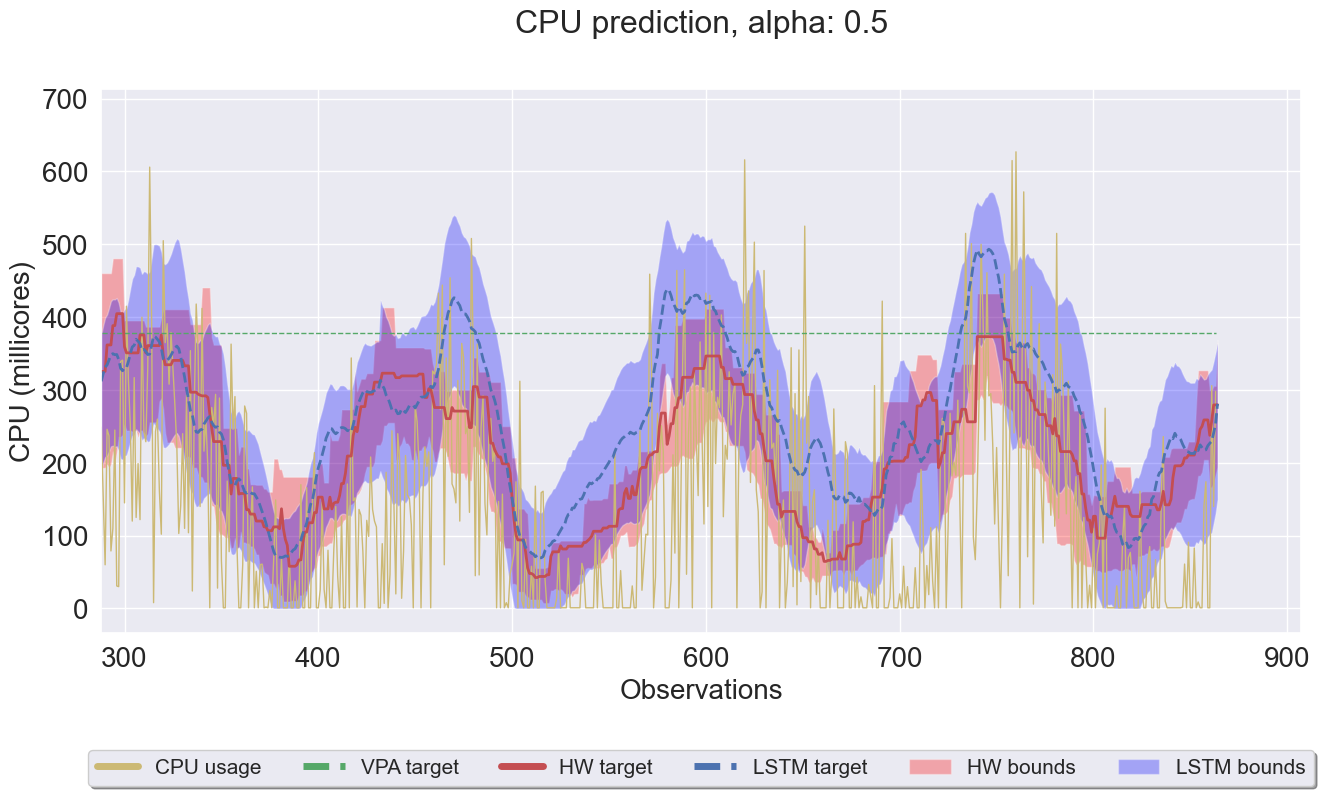 CPU prediction, alpha: 0.5
CPU (millicores)
700
600
500
400
300
200
100
0
300 400 500 600 700 800 900
Observations
CPU usage VPA target HW target LSTM target HW bounds LSTM bounds